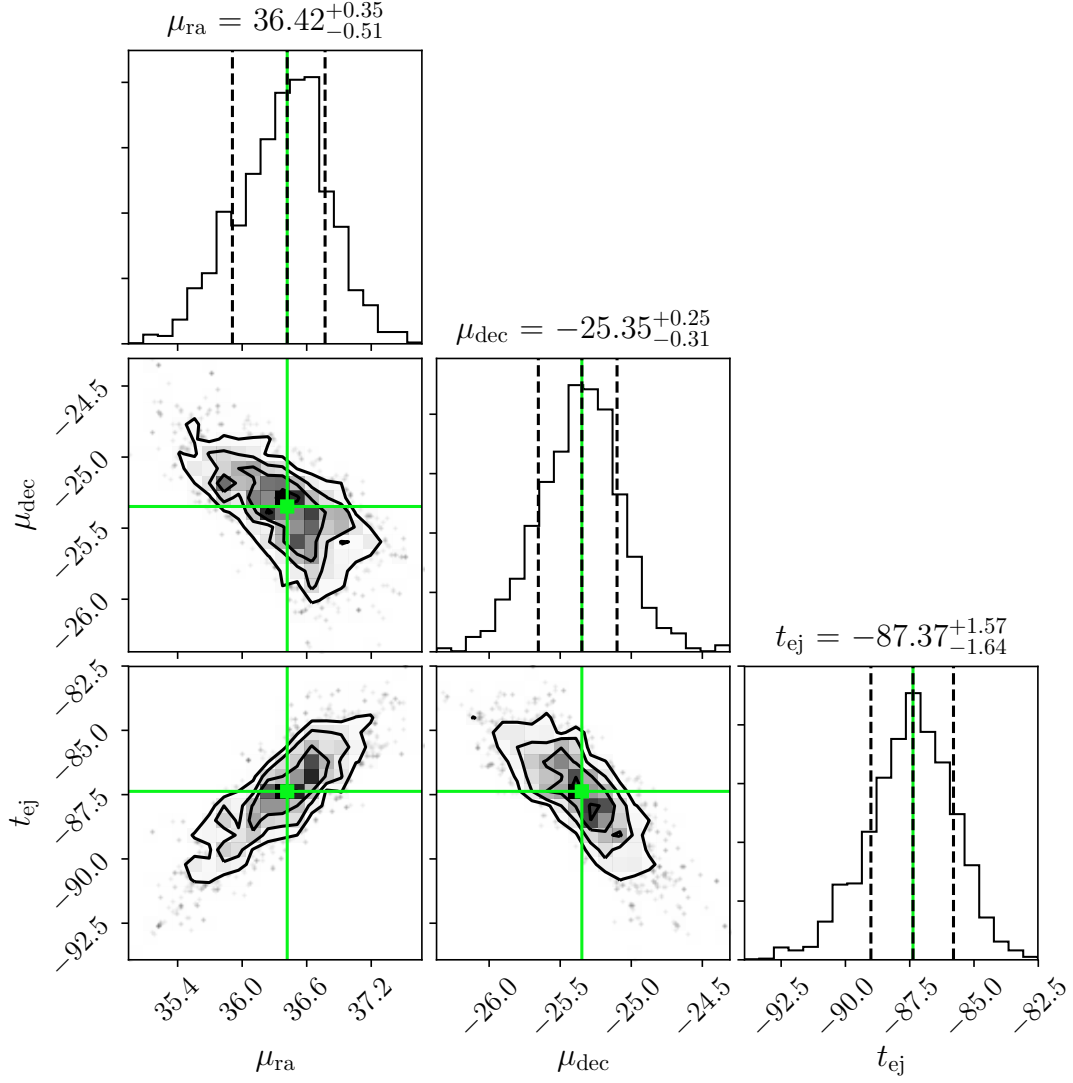 μ_ra = 36.42^{+0.35}_{−0.51}
μ_dec = −25.35^{+0.25}_{−0.31}
−24.5
−25.0
−25.5
−26.0
μ_dec
t_ej = −87.37^{+1.57}_{−1.64}
−82.5
−85.0
−87.5
−90.0
−92.5
t_ej
35.4 36.0 36.6 37.2
−26.0 −25.5 −25.0 −24.5
−92.5 −90.0 −87.5 −85.0 −82.5
μ_ra
μ_dec
t_ej